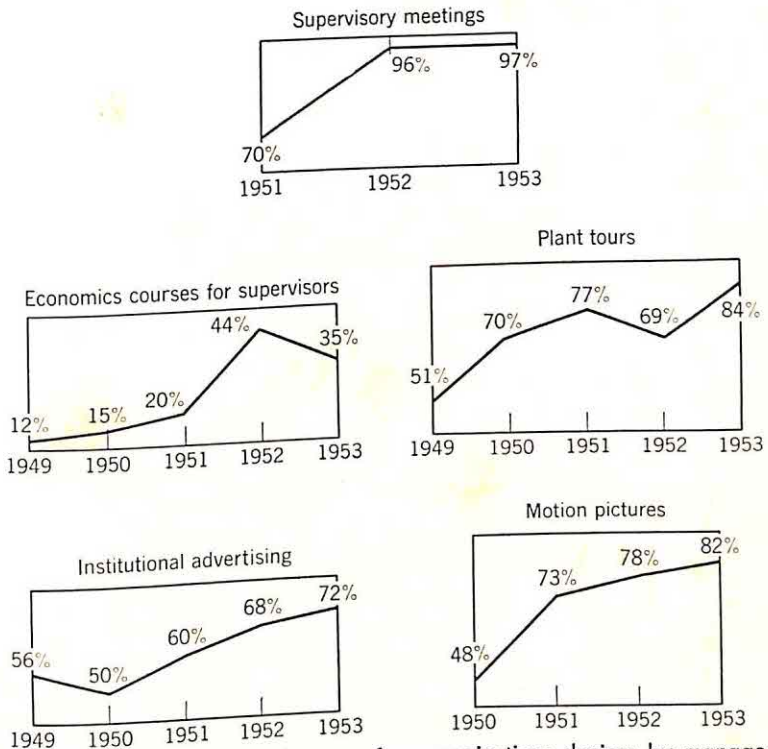 Supervisory meetings
70%
96%
97%
1951 1952 1953
Economics courses for supervisors
12%
15%
20%
44%
35%
1949 1950 1951 1952 1953
Plant tours
51%
70%
77%
69%
84%
1949 1950 1951 1952 1953
Institutional advertising
56%
50%
60%
68%
72%
1949 1950 1951 1952 1953
Motion pictures
48%
73%
78%
82%
1950 1951 1952 1953